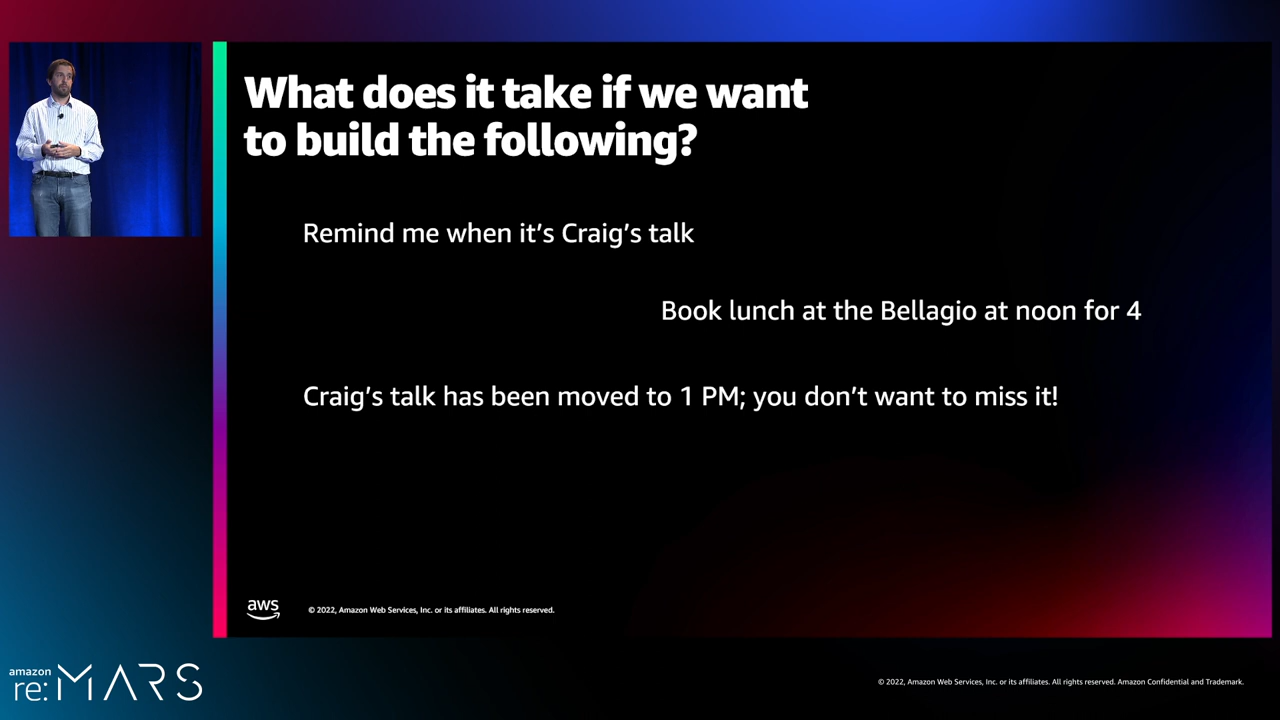 What does it take if we want
to build the following?
Remind me when it’s Craig’s talk
Book lunch at the Bellagio at noon for 4
Craig’s talk has been moved to 1 PM; you don’t want to miss it!
aws
© 2022, Amazon Web Services, Inc. or its affiliates. All rights reserved.
amazon
re:MARS
© 2022, Amazon Web Services, Inc. or its affiliates. All rights reserved. Amazon Confidential and Trademark.